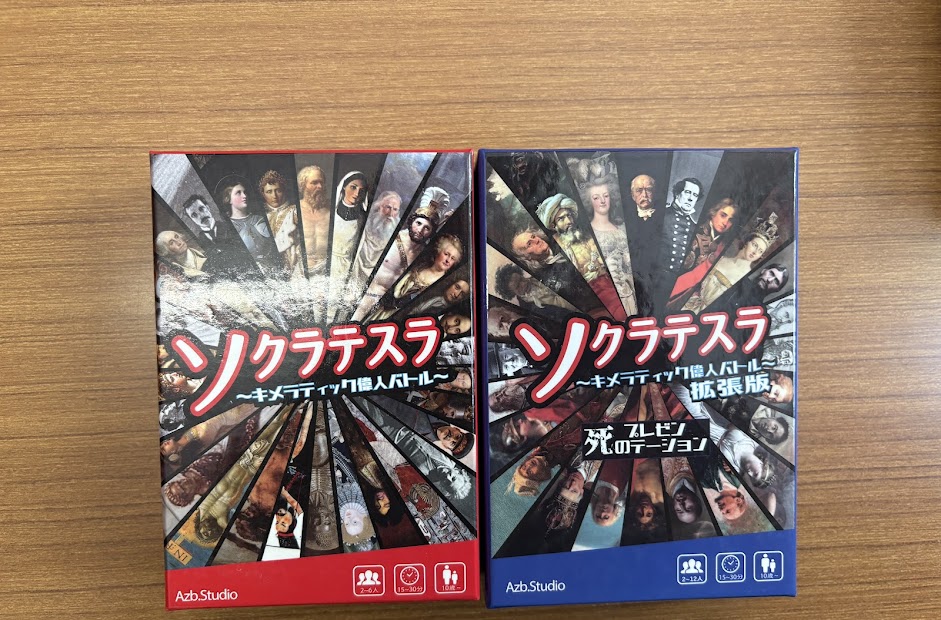 ソクラテスラ
～キメラティック偉人バトル～
Azb.Studio
2~6人
15~30分
10歳~
ソクラテスラ
～キメラティック偉人バトル～
拡張版
死のプレゼンテーション
Azb.Studio
2~12人
15~30分
10歳~